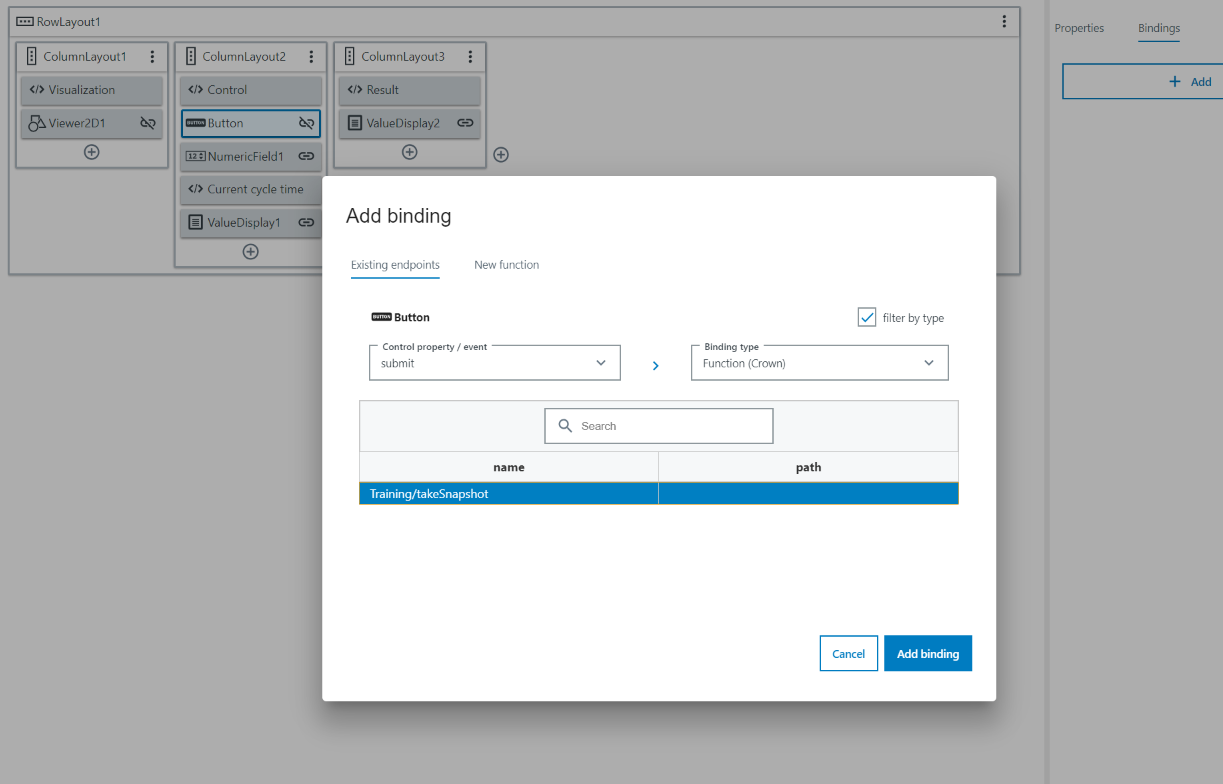 RowLayout1
Properties
Bindings
ColumnLayout1
ColumnLayout2
ColumnLayout3
+ Add
</> Visualization
</> Control
</> Result
Viewer2D1
BUTTON Button
ValueDisplay2
12 NumericField1
</> Current cycle time
ValueDisplay1
Add binding
Existing endpoints
New function
BUTTON Button
filter by type
Control property / event
Binding type
submit
Function (Crown)
Search
name
path
Training/takeSnapshot
Cancel
Add binding